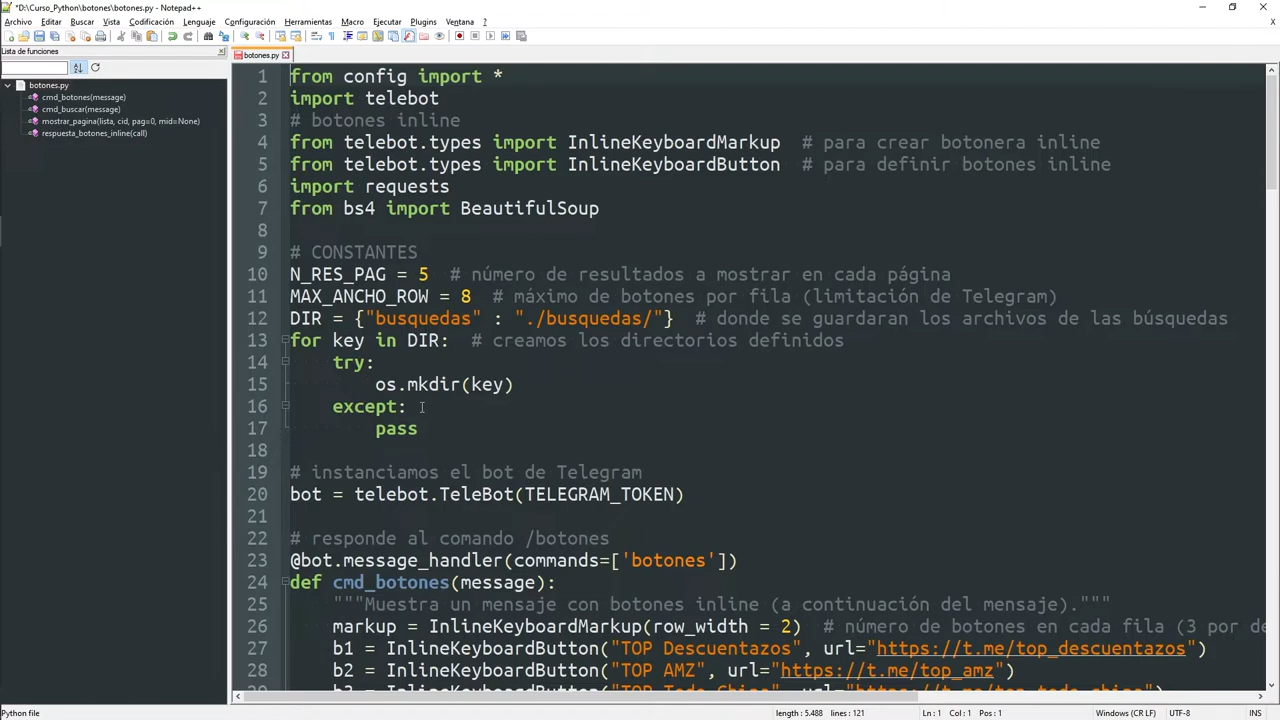 *D:\Curso_Python\botones\botones.py - Notepad++
Archivo Editar Buscar Vista Codificación Lenguaje Configuración Herramientas Macro Ejecutar Plugins Ventana ?
Lista de funciones
botones.py
botones.py
cmd_botones(message)
cmd_buscar(message)
mostrar_pagina(lista, cid, pag=0, mid=None)
respuesta_botones_inline(call)
1 from config import *
2 import telebot
3 # botones inline
4 from telebot.types import InlineKeyboardMarkup # para crear botonera inline
5 from telebot.types import InlineKeyboardButton # para definir botones inline
6 import requests
7 from bs4 import BeautifulSoup
8
9 # CONSTANTES
10 N_RES_PAG = 5 # número de resultados a mostrar en cada página
11 MAX_ANCHO_ROW = 8 # máximo de botones por fila (limitación de Telegram)
12 DIR = {"busquedas" : "./busquedas/"} # donde se guardaran los archivos de las búsquedas
13 for key in DIR: # creamos los directorios definidos
14 try:
15 os.mkdir(key)
16 except:
17 pass
18
19 # instanciamos el bot de Telegram
20 bot = telebot.TeleBot(TELEGRAM_TOKEN)
21
22 # responde al comando /botones
23 @bot.message_handler(commands=['botones'])
24 def cmd_botones(message):
25 """Muestra un mensaje con botones inline (a continuación del mensaje)."""
26 markup = InlineKeyboardMarkup(row_width = 2) # número de botones en cada fila (3 por de
27 b1 = InlineKeyboardButton("TOP Descuentazos", url="https://t.me/top_descuentazos")
28 b2 = InlineKeyboardButton("TOP AMZ", url="https://t.me/top_amz")
29 b3 = InlineKeyboardButton("TOP Todo China", url="https://t.me/top_todo_china")
Python file length : 5.488 lines : 121 Ln : 1 Col : 1 Pos : 1 Windows (CR LF) UTF-8 INS